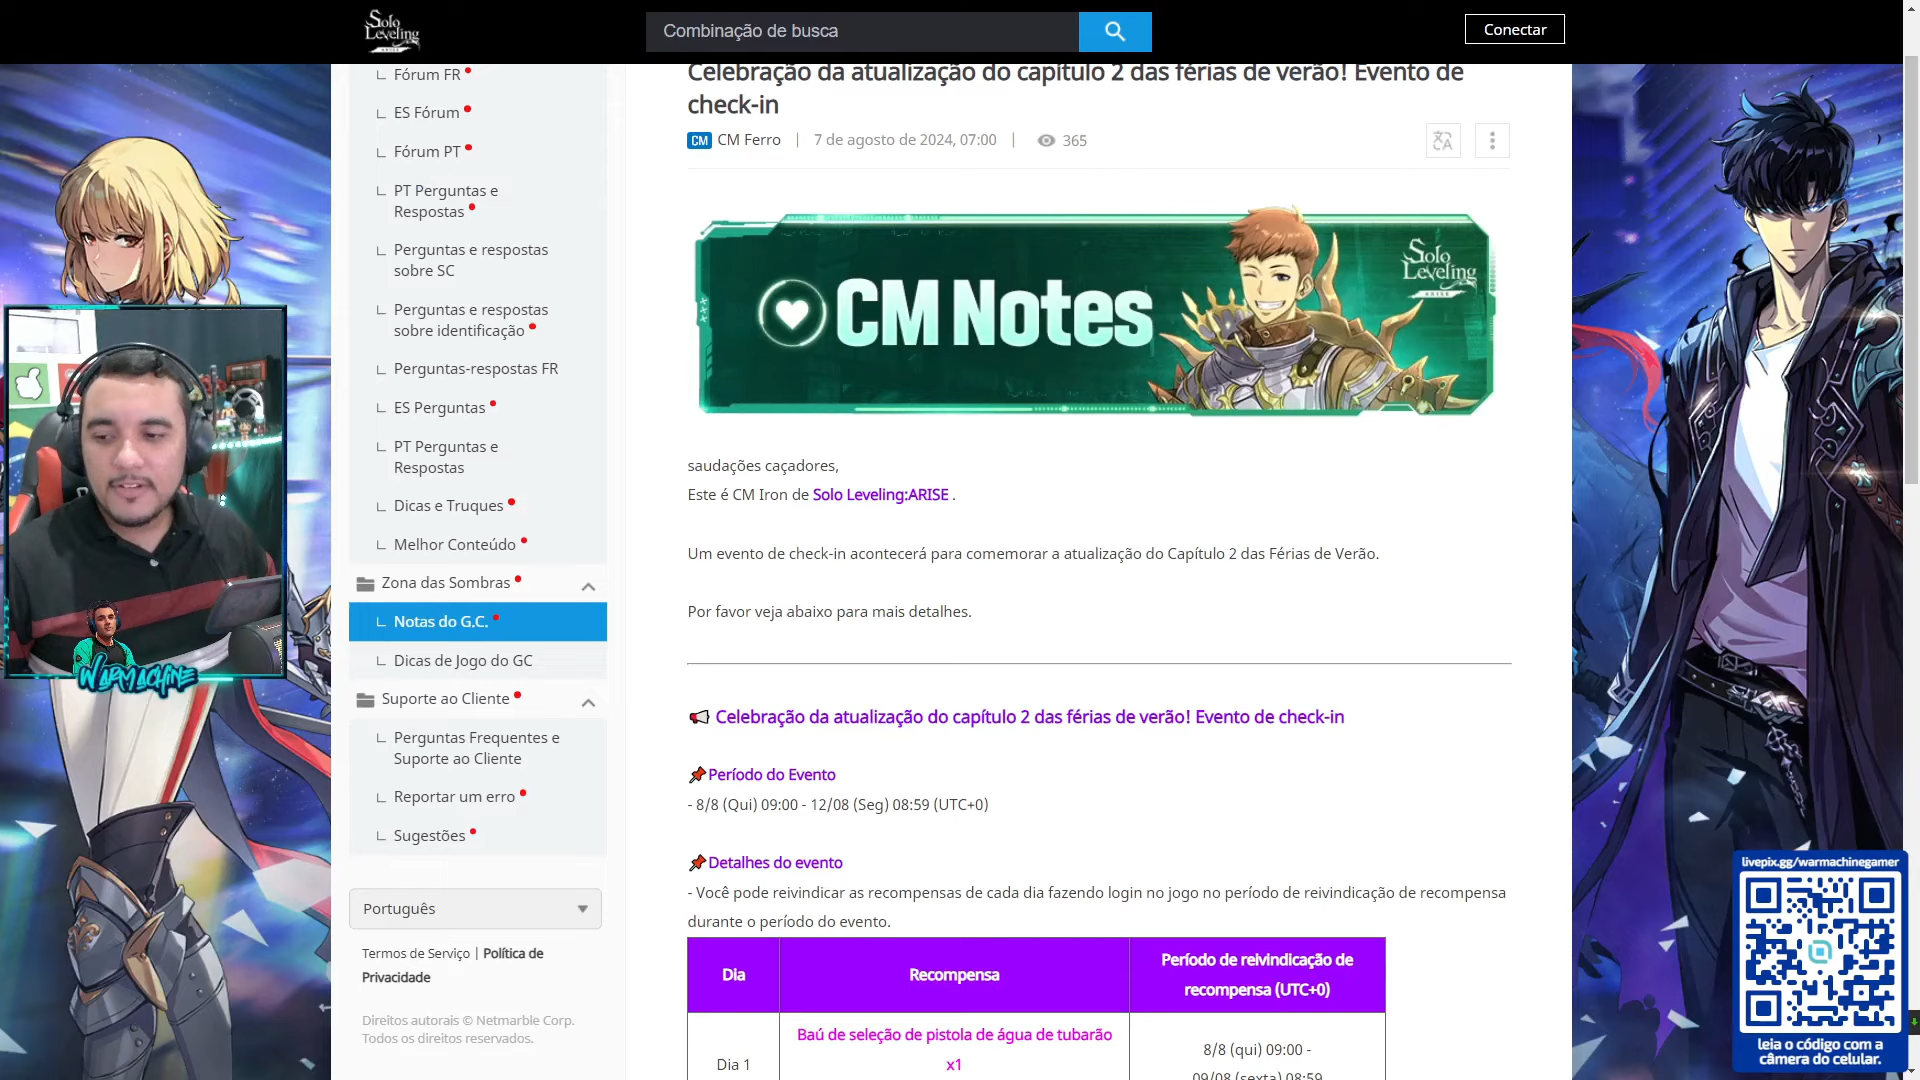 Solo Leveling ARISE
Combinação de busca
Conectar
Fórum FR
ES Fórum
Fórum PT
PT Perguntas e
Respostas
Perguntas e respostas
sobre SC
Perguntas e respostas
sobre identificação
Perguntas-respostas FR
ES Perguntas
PT Perguntas e
Respostas
Dicas e Truques
Melhor Conteúdo
Zona das Sombras
Notas do G.C.
Dicas de Jogo do GC
Suporte ao Cliente
Perguntas Frequentes e
Suporte ao Cliente
Reportar um erro
Sugestões
Português
Termos de Serviço | Política de
Privacidade
Direitos autorais © Netmarble Corp.
Todos os direitos reservados.
Celebração da atualização do capítulo 2 das férias de verão! Evento de
check-in
CM CM Ferro | 7 de agosto de 2024, 07:00 | 365
CM Notes
Solo Leveling ARISE
saudações caçadores,
Este é CM Iron de Solo Leveling:ARISE .
Um evento de check-in acontecerá para comemorar a atualização do Capítulo 2 das Férias de Verão.
Por favor veja abaixo para mais detalhes.
Celebração da atualização do capítulo 2 das férias de verão! Evento de check-in
Período do Evento
- 8/8 (Qui) 09:00 - 12/08 (Seg) 08:59 (UTC+0)
Detalhes do evento
- Você pode reivindicar as recompensas de cada dia fazendo login no jogo no período de reivindicação de recompensa
durante o período do evento.
Dia
Recompensa
Período de reivindicação de
recompensa (UTC+0)
Dia 1
Baú de seleção de pistola de água de tubarão
x1
8/8 (qui) 09:00 -
09/08 (sexta) 08:59
WARMACHINE
livepix.gg/warmachinegamer
leia o código com a
câmera do celular.